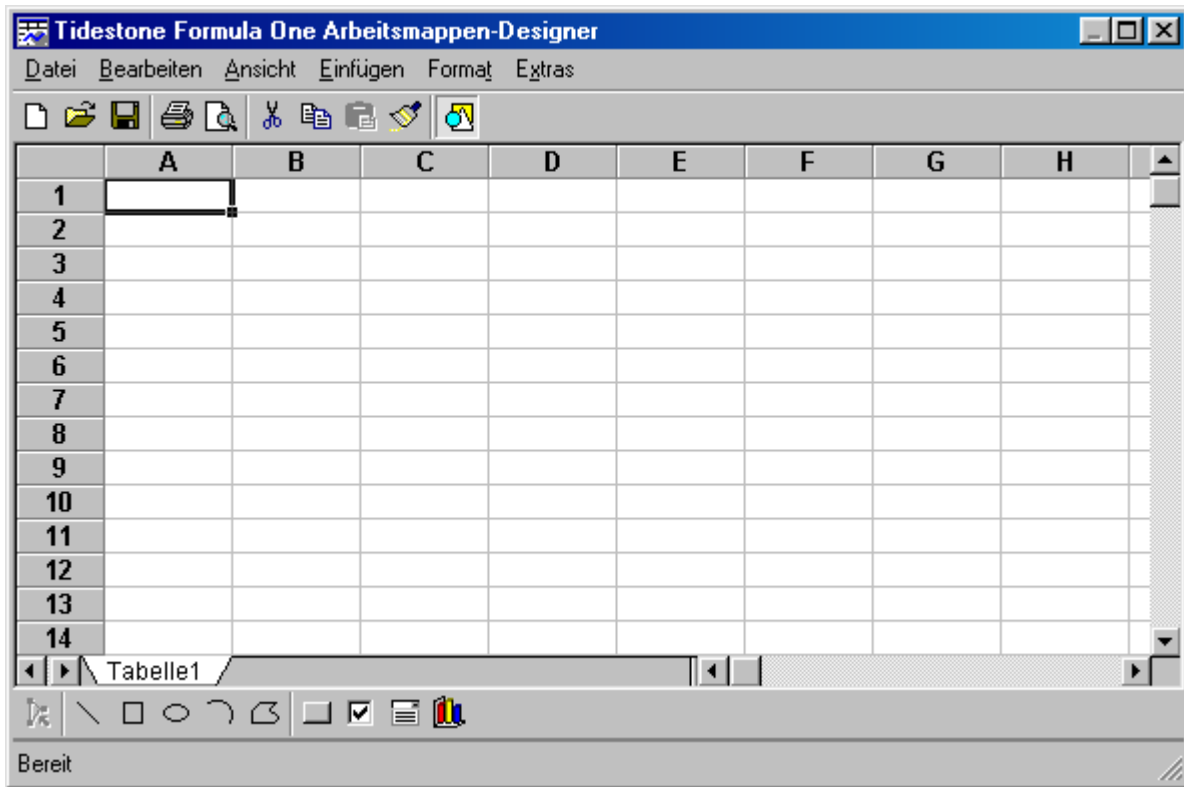 Tidestone Formula One Arbeitsmappen-Designer
Datei Bearbeiten Ansicht Einfügen Format Extras
A B C D E F G H
1
2
3
4
5
6
7
8
9
10
11
12
13
14
Tabelle1
Bereit